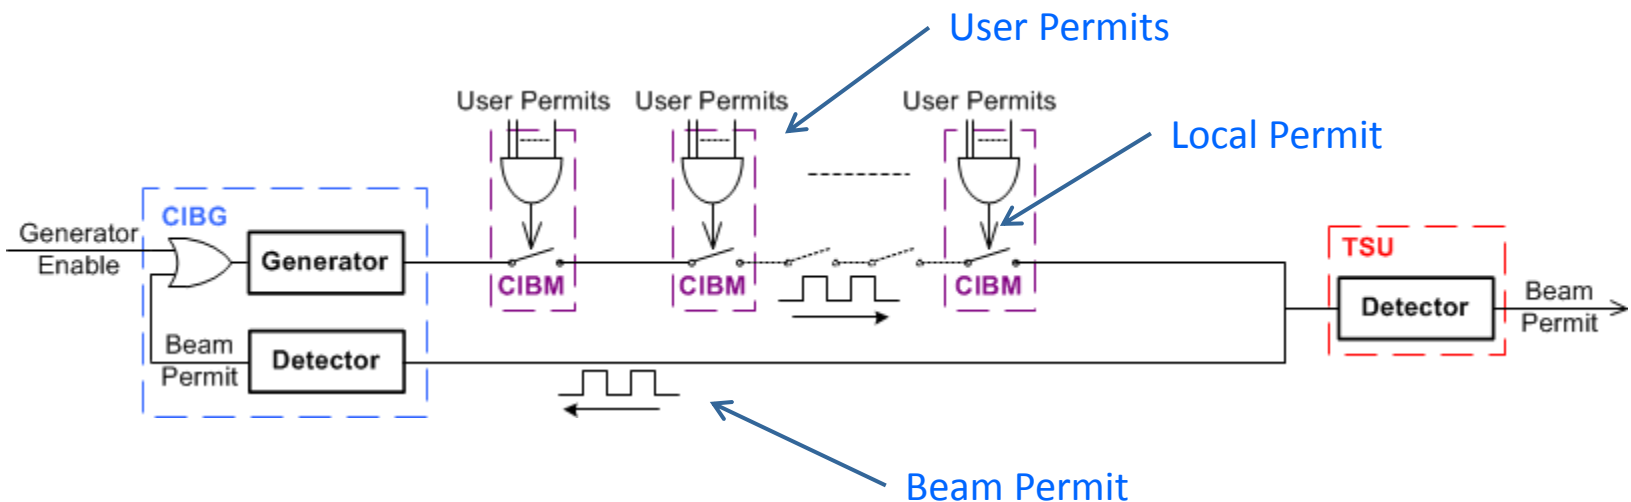 User Permits
User Permits User Permits User Permits
Local Permit
CIBG
Generator
Enable
Generator
CIBM
CIBM
CIBM
TSU
Detector
Beam
Permit
Beam
Permit
Detector
Beam Permit